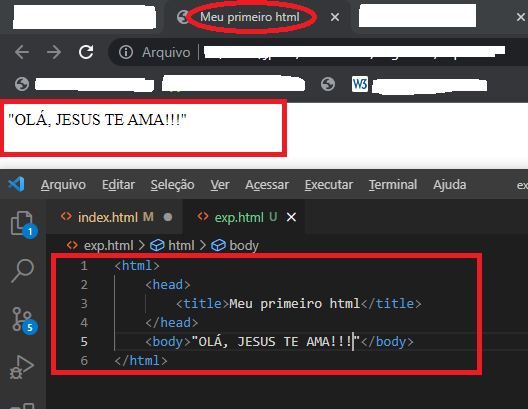 Meu primeiro html
Arquivo
W3
"OLÁ, JESUS TE AMA!!!"
Arquivo Editar Seleção Ver Acessar Executar Terminal Ajuda ex
index.html M exp.html U
1
exp.html > html > body
1 <html>
2 <head>
3 <title>Meu primeiro html</title>
4 </head>
5 <body>"OLÁ, JESUS TE AMA!!!"</body>
6 </html>
5